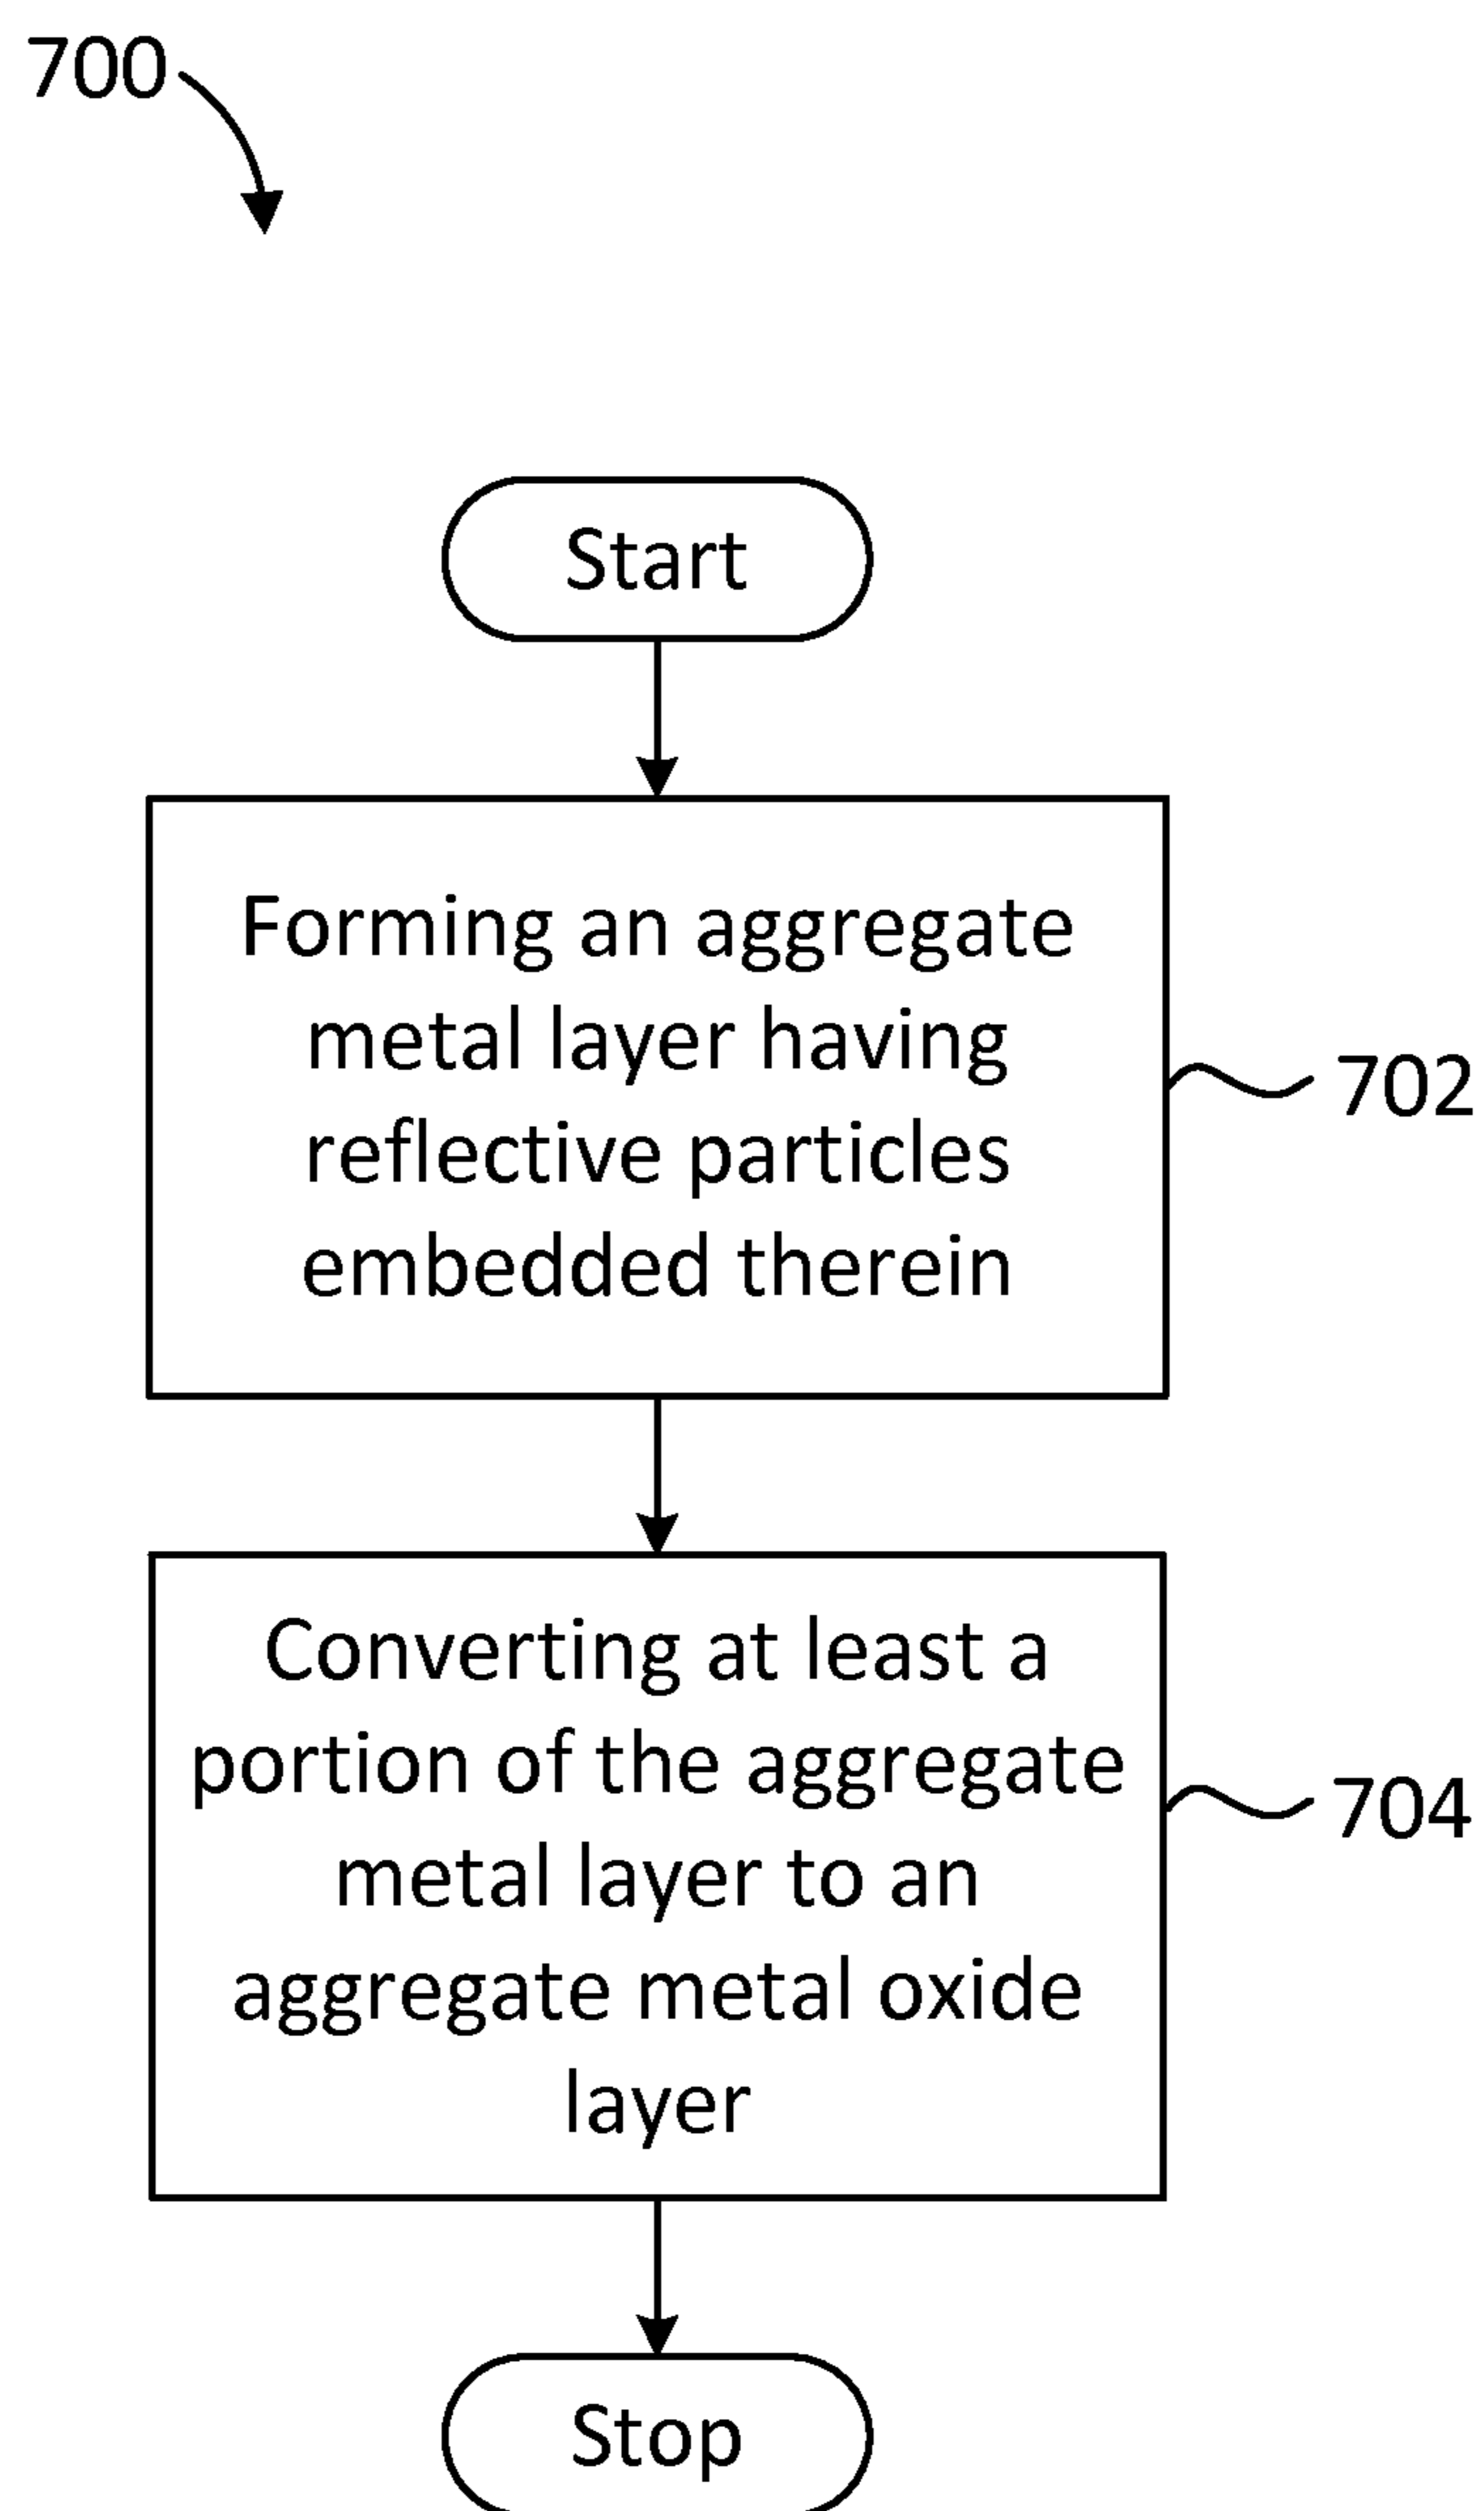 700
Start
Forming an aggregate
metal layer having
reflective particles
embedded therein
702
Converting at least a
portion of the aggregate
metal layer to an
aggregate metal oxide
layer
704
Stop